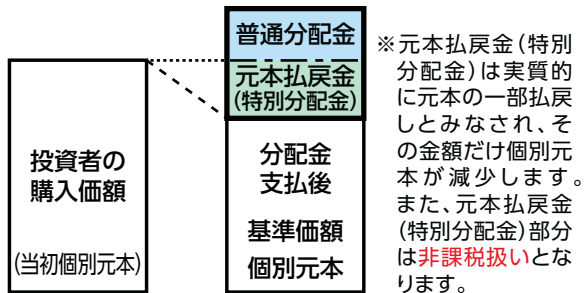 普通分配金
元本払戻金
(特別分配金)
投資者の
購入価額
(当初個別元本)
分配金
支払後
基準価額
個別元本
※元本払戻金(特別
分配金)は実質的
に元本の一部払戻
しとみなされ、そ
の金額だけ個別元
本が減少します。
また、元本払戻金
(特別分配金)部分
は非課税扱いとな
ります。